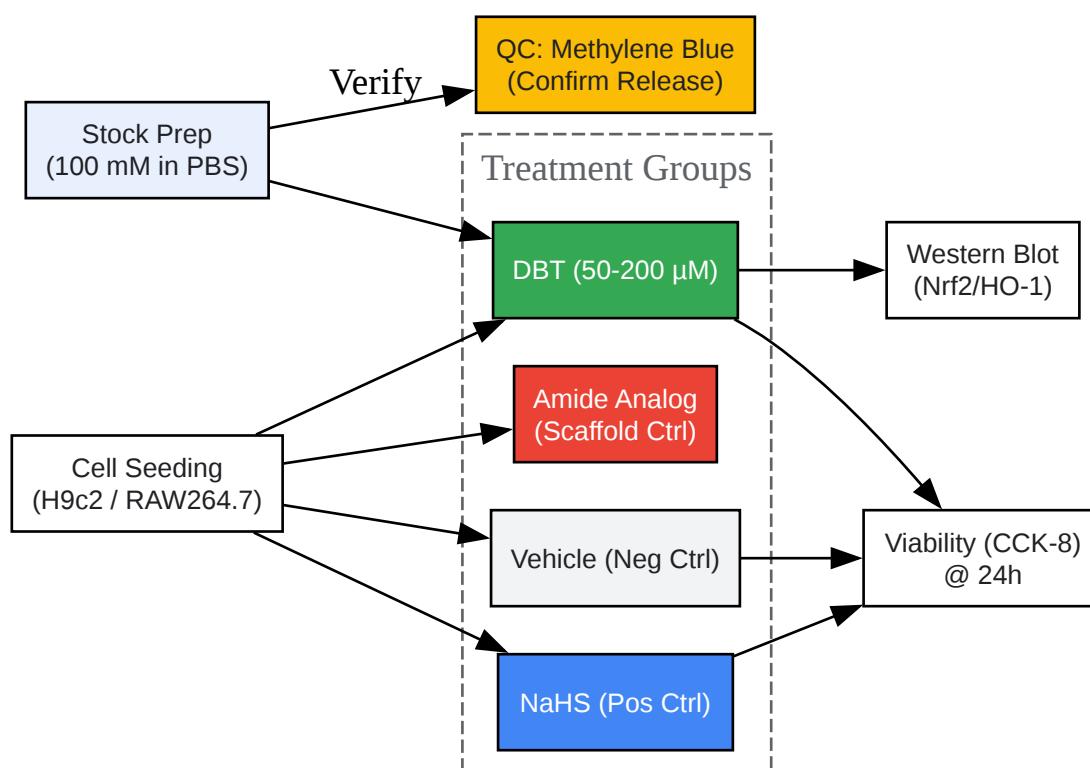 QC: Methylene Blue
(Confirm Release)
Verify
Stock Prep
(100 mM in PBS)
Treatment Groups
DBT (50-200 µM)
Western Blot
(Nrf2/HO-1)
Amide Analog
(Scaffold Ctrl)
Cell Seeding
(H9c2 / RAW264.7)
Vehicle (Neg Ctrl)
Viability (CCK-8)
@ 24h
NaHS (Pos Ctrl)